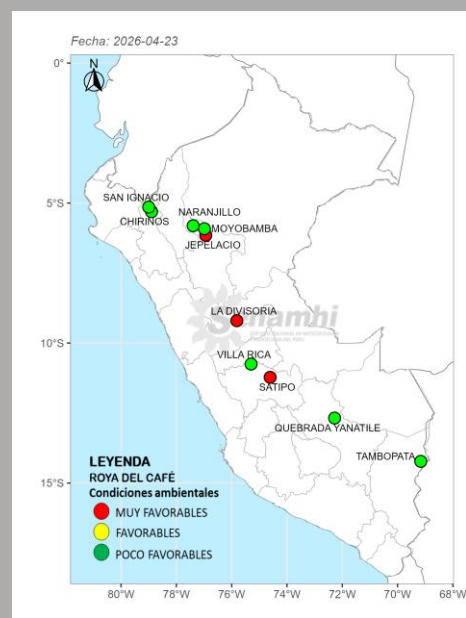 Fecha: 2026-04-23
N
0°
5°S
10°S
15°S
SAN IGNACIO
CHIRINOS
NARANJILLO
MOYOBAMBA
JEPELACIO
LA DIVISORIA
Senamhi
VILLA RICA
SATIPO
QUEBRADA YANATILE
TAMBOPATA
LEYENDA
ROYA DEL CAFÉ
Condiciones ambientales
MUY FAVORABLES
FAVORABLES
POCO FAVORABLES
80°W 78°W 76°W 74°W 72°W 70°W 68°W